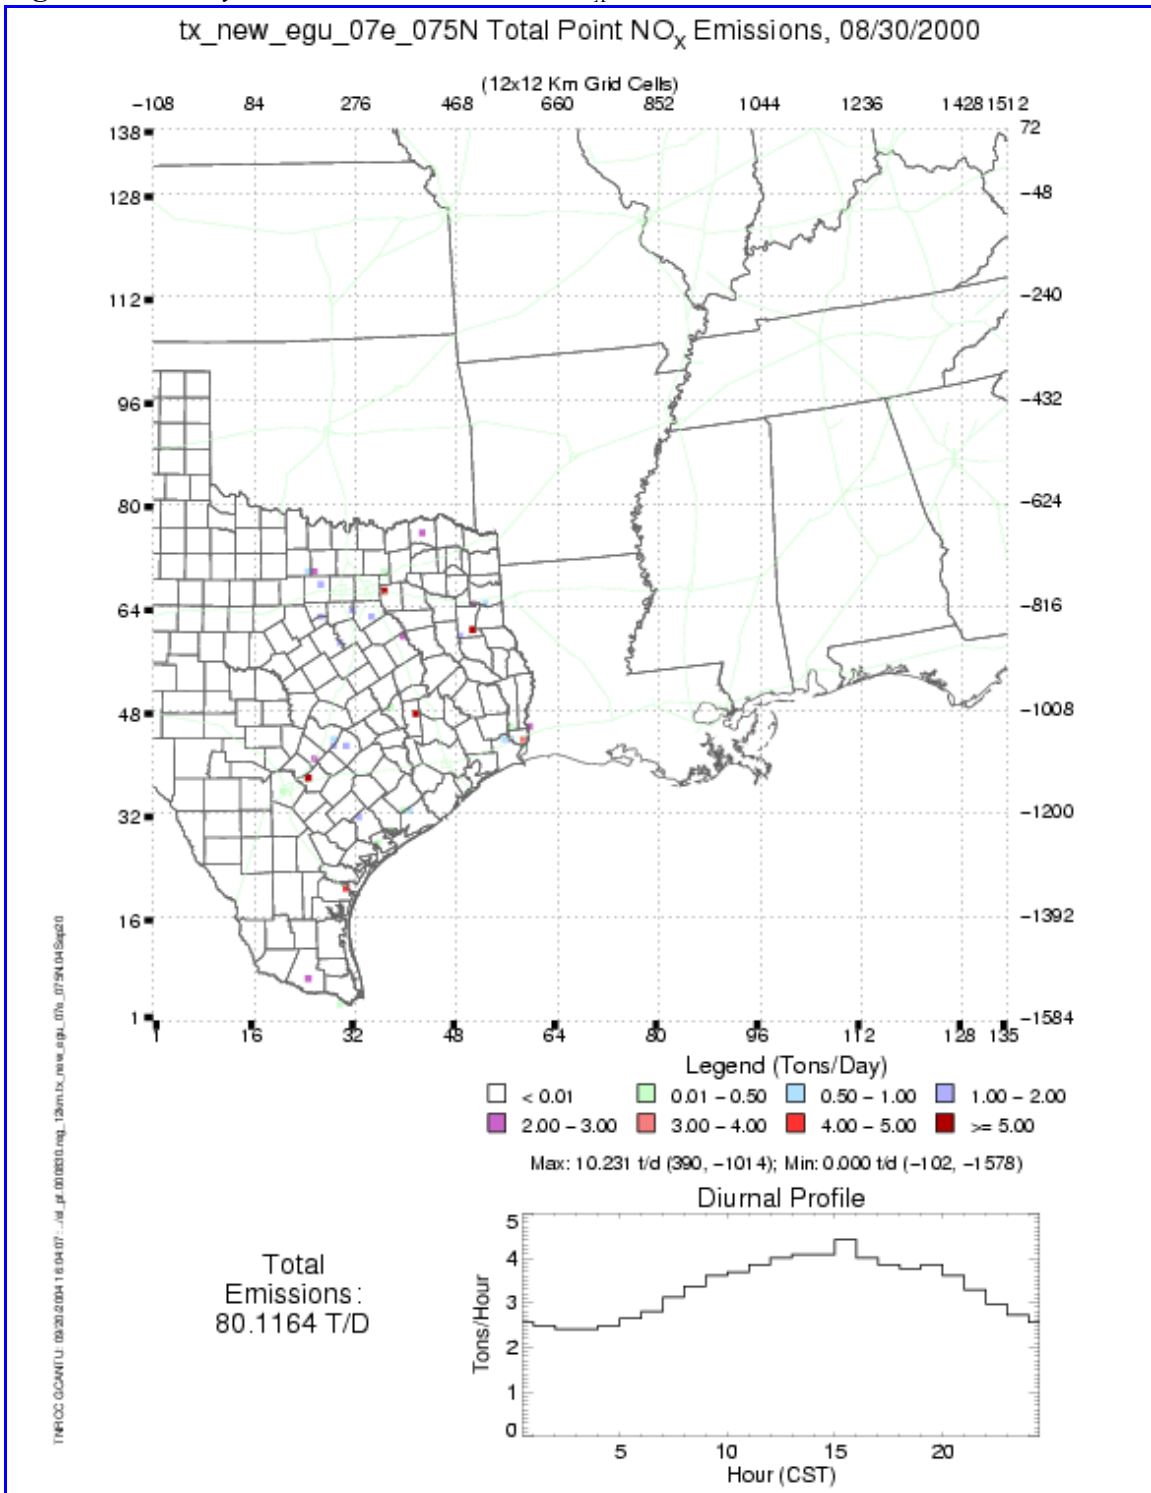 tx_new_egu_07e_075N Total Point NOx Emissions, 08/30/2000
(12x12 Km Grid Cells)
-108 84 276 468 660 852 1044 1236 1428 1512
138 72
128 -48
112 -240
96 -432
80 -624
64 -816
48 -1008
32 -1200
16 -1392
1 -1584
1 16 32 48 64 80 96 112 128 135
Legend (Tons/Day)
< 0.01 0.01 - 0.50 0.50 - 1.00 1.00 - 2.00
2.00 - 3.00 3.00 - 4.00 4.00 - 5.00 >= 5.00
Max: 10.231 t/d (390, -1014); Min: 0.000 t/d (-102, -1578)
Diurnal Profile
Total
Emissions:
80.1164 T/D
Tons/Hour
5
4
3
2
1
0
5 10 15 20
Hour (CST)